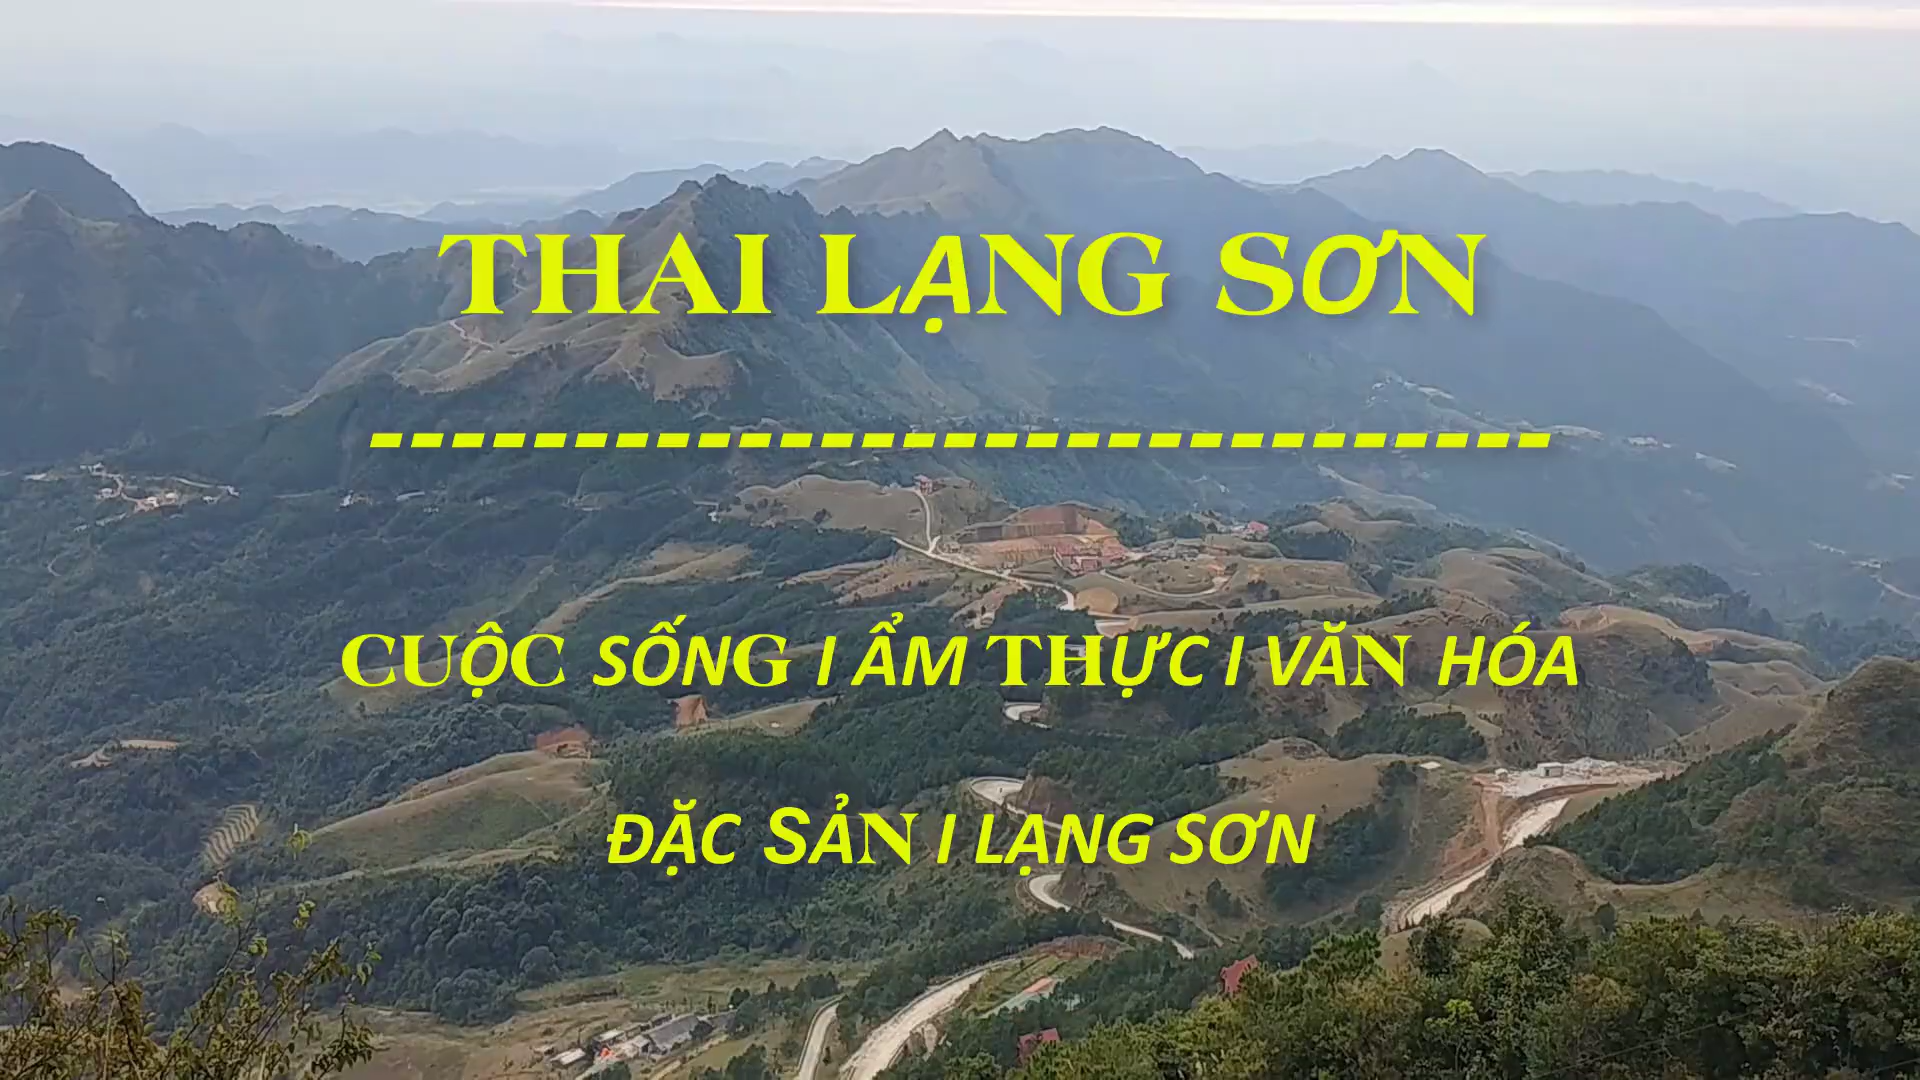 THAI LẠNG SƠN
------------------------------
CUỘC SỐNG I ẨM THỰC I VĂN HÓA
ĐẶC SẢN I LẠNG SƠN